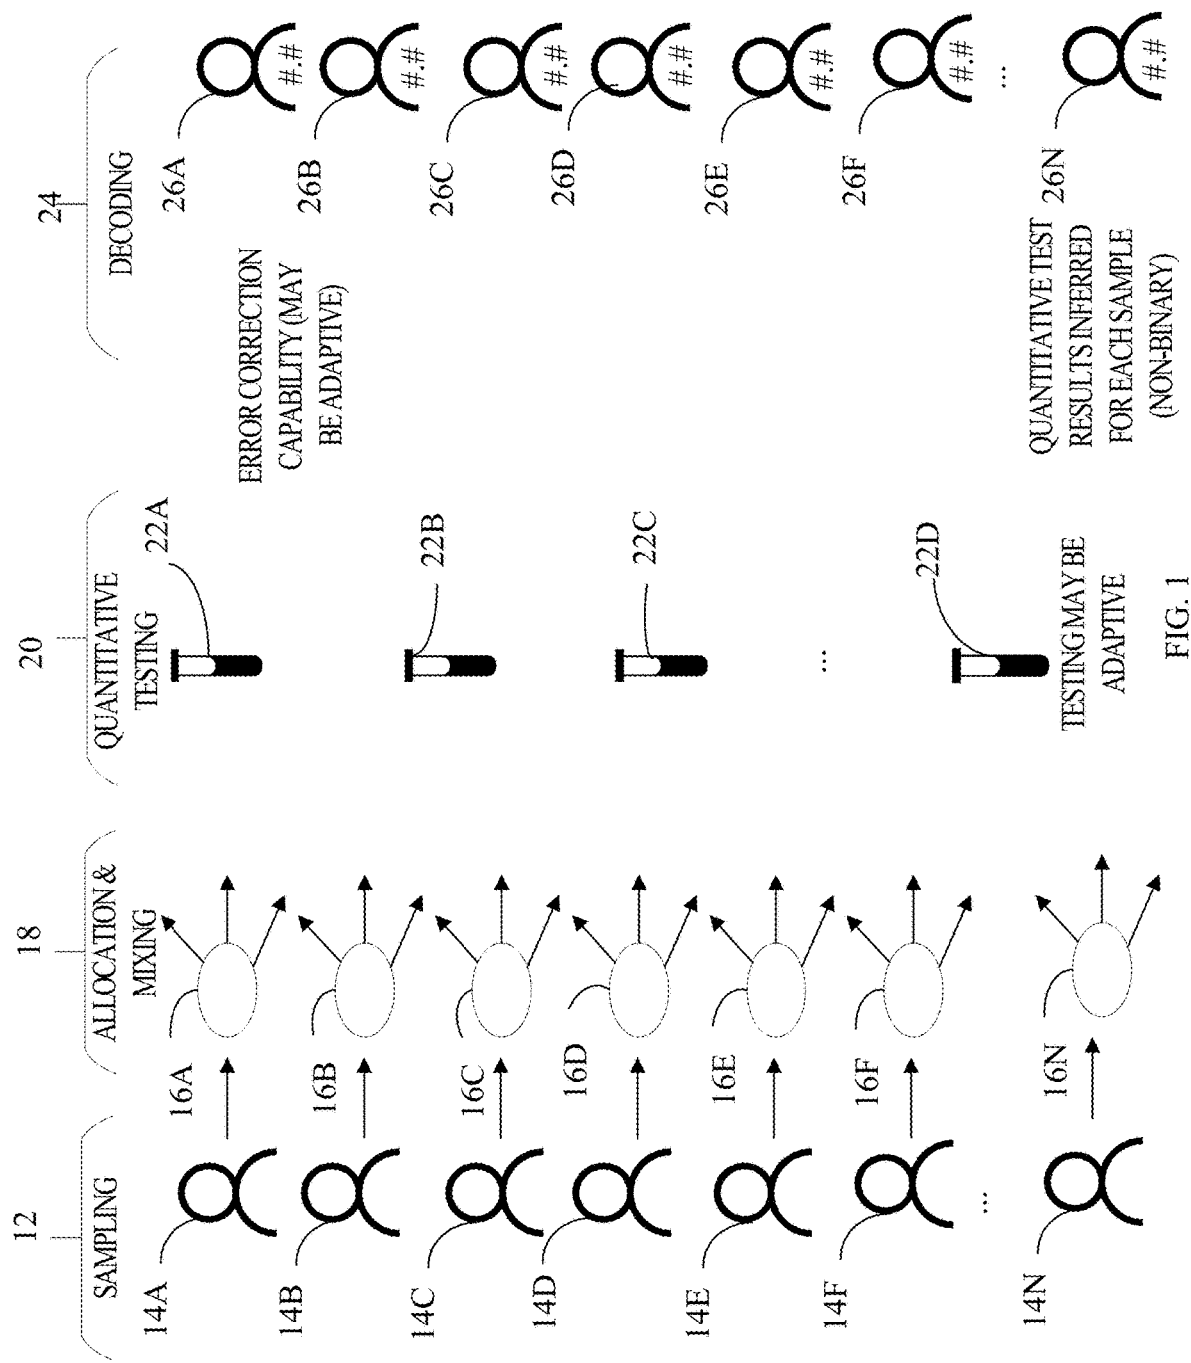 12
SAMPLING
14A
14B
14C
14D
14E
14F
...
14N
18
ALLOCATION &
MIXING
16A
16B
16C
16D
16E
16F
16N
20
QUANTITATIVE
TESTING
22A
22B
22C
...
22D
TESTING MAY BE
ADAPTIVE
24
DECODING
ERROR CORRECTION
CAPABILITY (MAY
BE ADAPTIVE)
QUANTITATIVE TEST
RESULTS INFERRED
FOR EACH SAMPLE
(NON-BINARY)
26A
#.#
26B
#.#
26C
#.#
26D
#.#
26E
#.#
26F
#.#
...
26N
#.#
FIG. 1